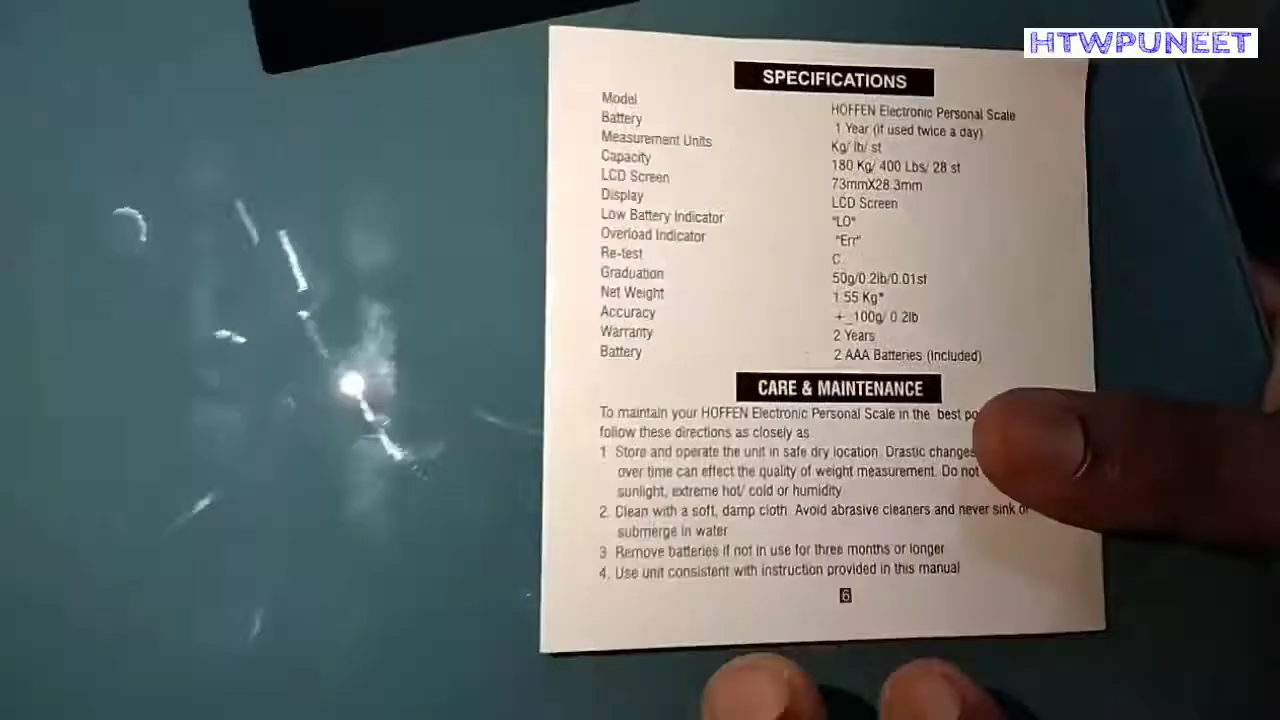 HTWPUNEET
SPECIFICATIONS
Model HOFFEN Electronic Personal Scale
Battery 1 Year (if used twice a day)
Measurement Units Kg/ lb/ st
Capacity 180 Kg/ 400 Lbs/ 28 st
LCD Screen 73mmX28.3mm
Display LCD Screen
Low Battery Indicator "LO"
Overload Indicator "Err"
Re-test C
Graduation 50g/0.2lb/0.01st
Net Weight 1.55 Kg*
Accuracy +_100g/ 0.2lb
Warranty 2 Years
Battery 2 AAA Batteries (Included)
CARE & MAINTENANCE
To maintain your HOFFEN Electronic Personal Scale in the best
follow these directions as closely as
1 Store and operate the unit in safe dry location. Drastic changes
over time can effect the quality of weight measurement. Do not
sunlight, extreme hot/ cold or humidity
2. Clean with a soft, damp cloth. Avoid abrasive cleaners and never sink or
submerge in water
3 Remove batteries if not in use for three months or longer
4. Use unit consistent with instruction provided in this manual
6